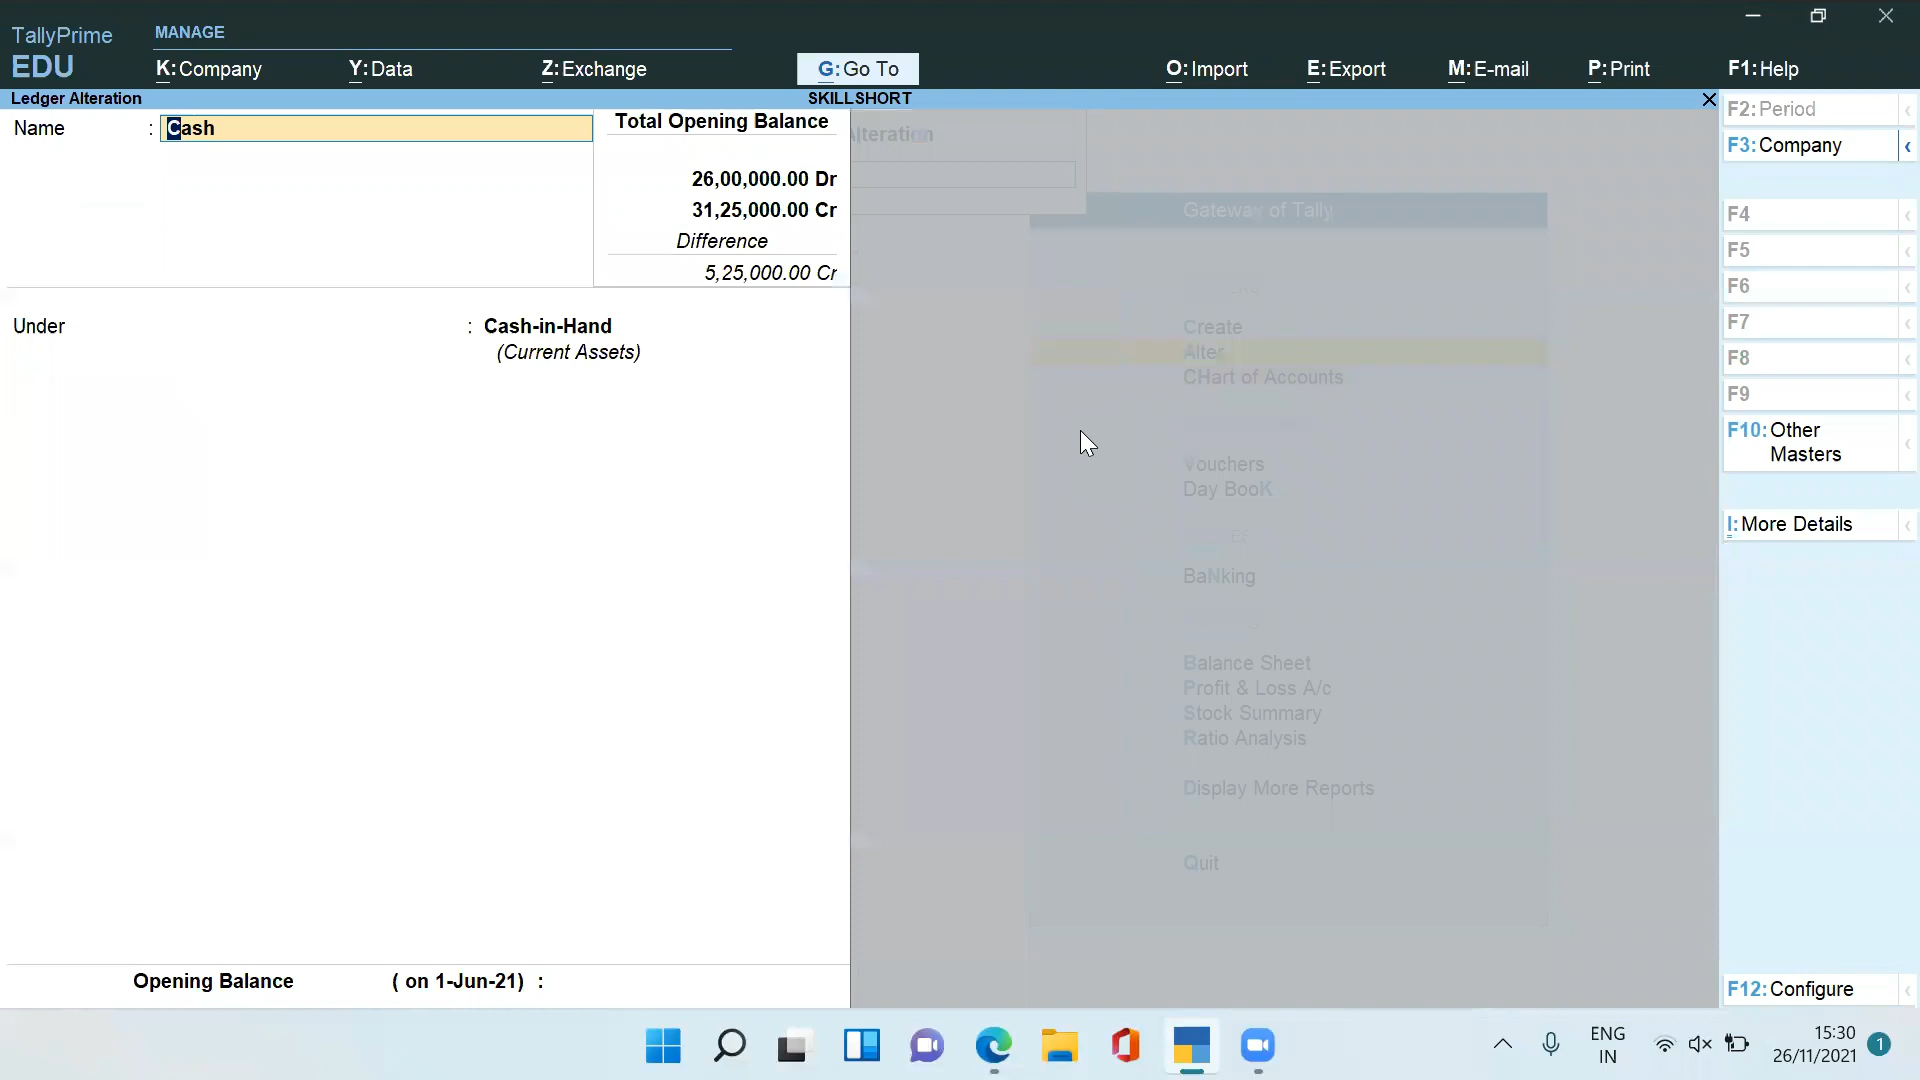 TallyPrime
EDU
MANAGE
K:Company
Y:Data
Z:Exchange
G:Go To
O:Import
E:Export
M:E-mail
P:Print
F1:Help
Ledger Alteration
SKILLSHORT
Name : Cash
Total Opening Balance
26,00,000.00 Dr
31,25,000.00 Cr
Difference
5,25,000.00 Cr
Under : Cash-in-Hand
(Current Assets)
Opening Balance ( on 1-Jun-21) :
Alteration
Gateway of Tally
Create
Alter
CHart of Accounts
Vouchers
Day BooK
BaNking
Balance Sheet
Profit & Loss A/c
Stock Summary
Ratio Analysis
Display More Reports
Quit
F2:Period
F3:Company
F4
F5
F6
F7
F8
F9
F10:Other
Masters
I:More Details
F12:Configure
ENG
IN
15:30
26/11/2021
1